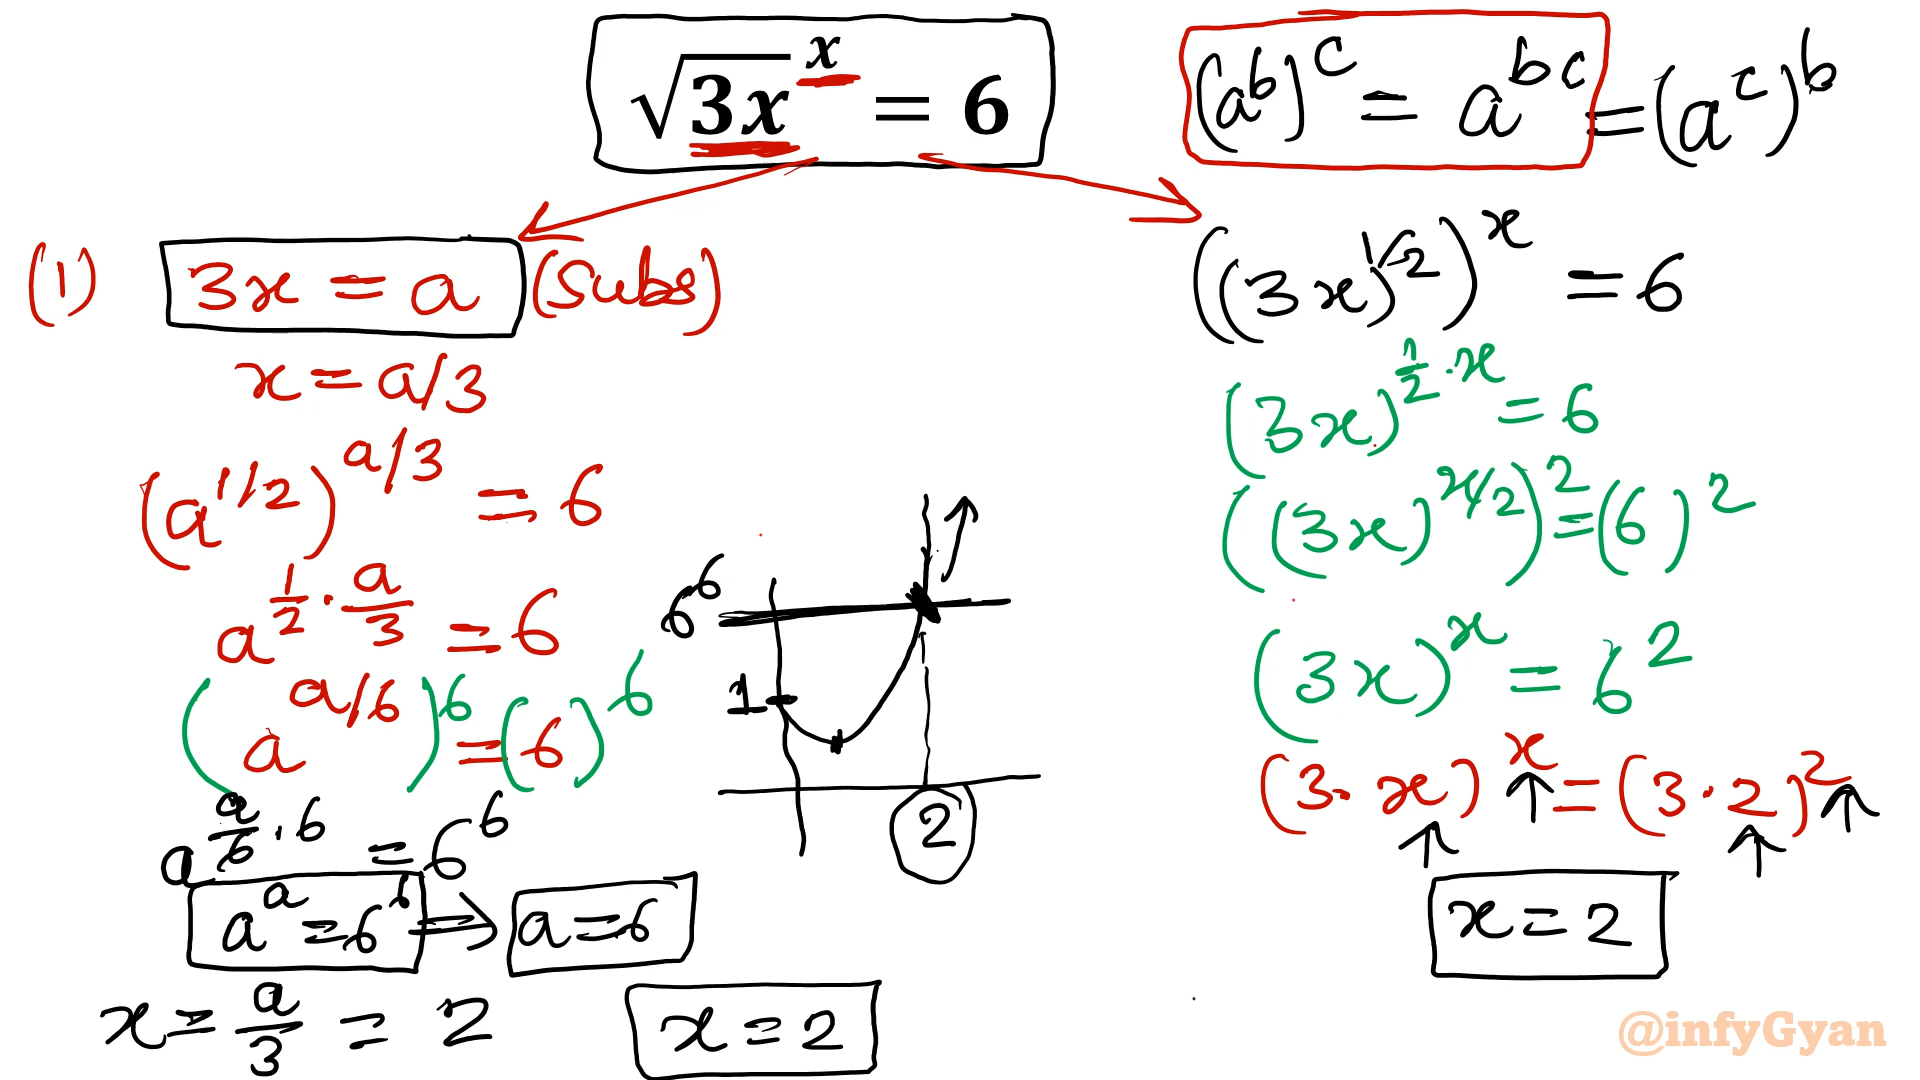 √3x^x = 6
(a^b)^c = a^bc = (a^c)^b
(1) 3x = a (Subs)
x = a/3
(a^1/2)^a/3 = 6
a^(1/2 · a/3) = 6
(a^a/6)^6 = (6)^6
a^(a/6 · 6) = 6^6
a^a = 6^6 ⇒ a = 6
x = a/3 = 2
x = 2
6^6
1
2
((3x)^1/2)^x = 6
(3x)^(1/2 · x) = 6
((3x)^x/2)^2 = (6)^2
(3x)^x = 6^2
(3·x)^x = (3·2)^2
x = 2
@infyGyan